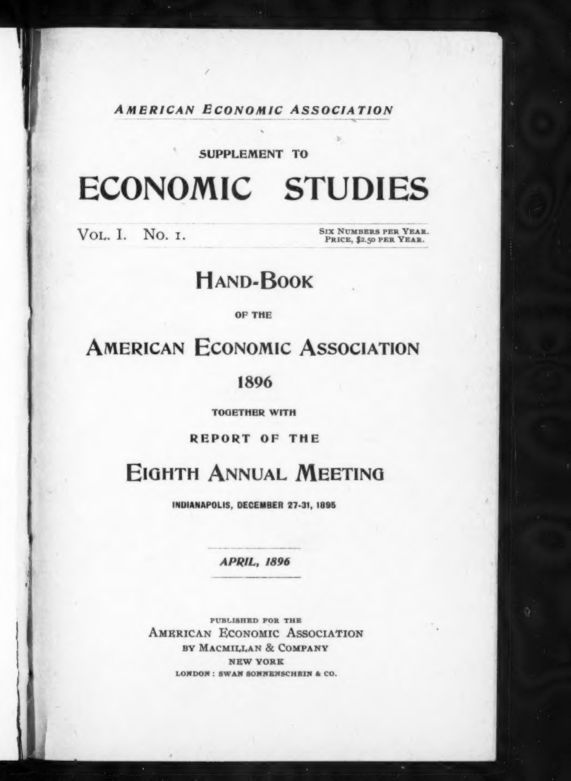 AMERICAN ECONOMIC ASSOCIATION
SUPPLEMENT TO
ECONOMIC STUDIES
VOL. I. NO. 1.
SIX NUMBERS PER YEAR.
PRICE, $2.50 PER YEAR.
HAND-BOOK
OF THE
AMERICAN ECONOMIC ASSOCIATION
1896
TOGETHER WITH
REPORT OF THE
EIGHTH ANNUAL MEETING
INDIANAPOLIS, DECEMBER 27-31, 1895
APRIL, 1896
PUBLISHED FOR THE
AMERICAN ECONOMIC ASSOCIATION
BY MACMILLAN & COMPANY
NEW YORK
LONDON : SWAN SONNENSCHEIN & CO.